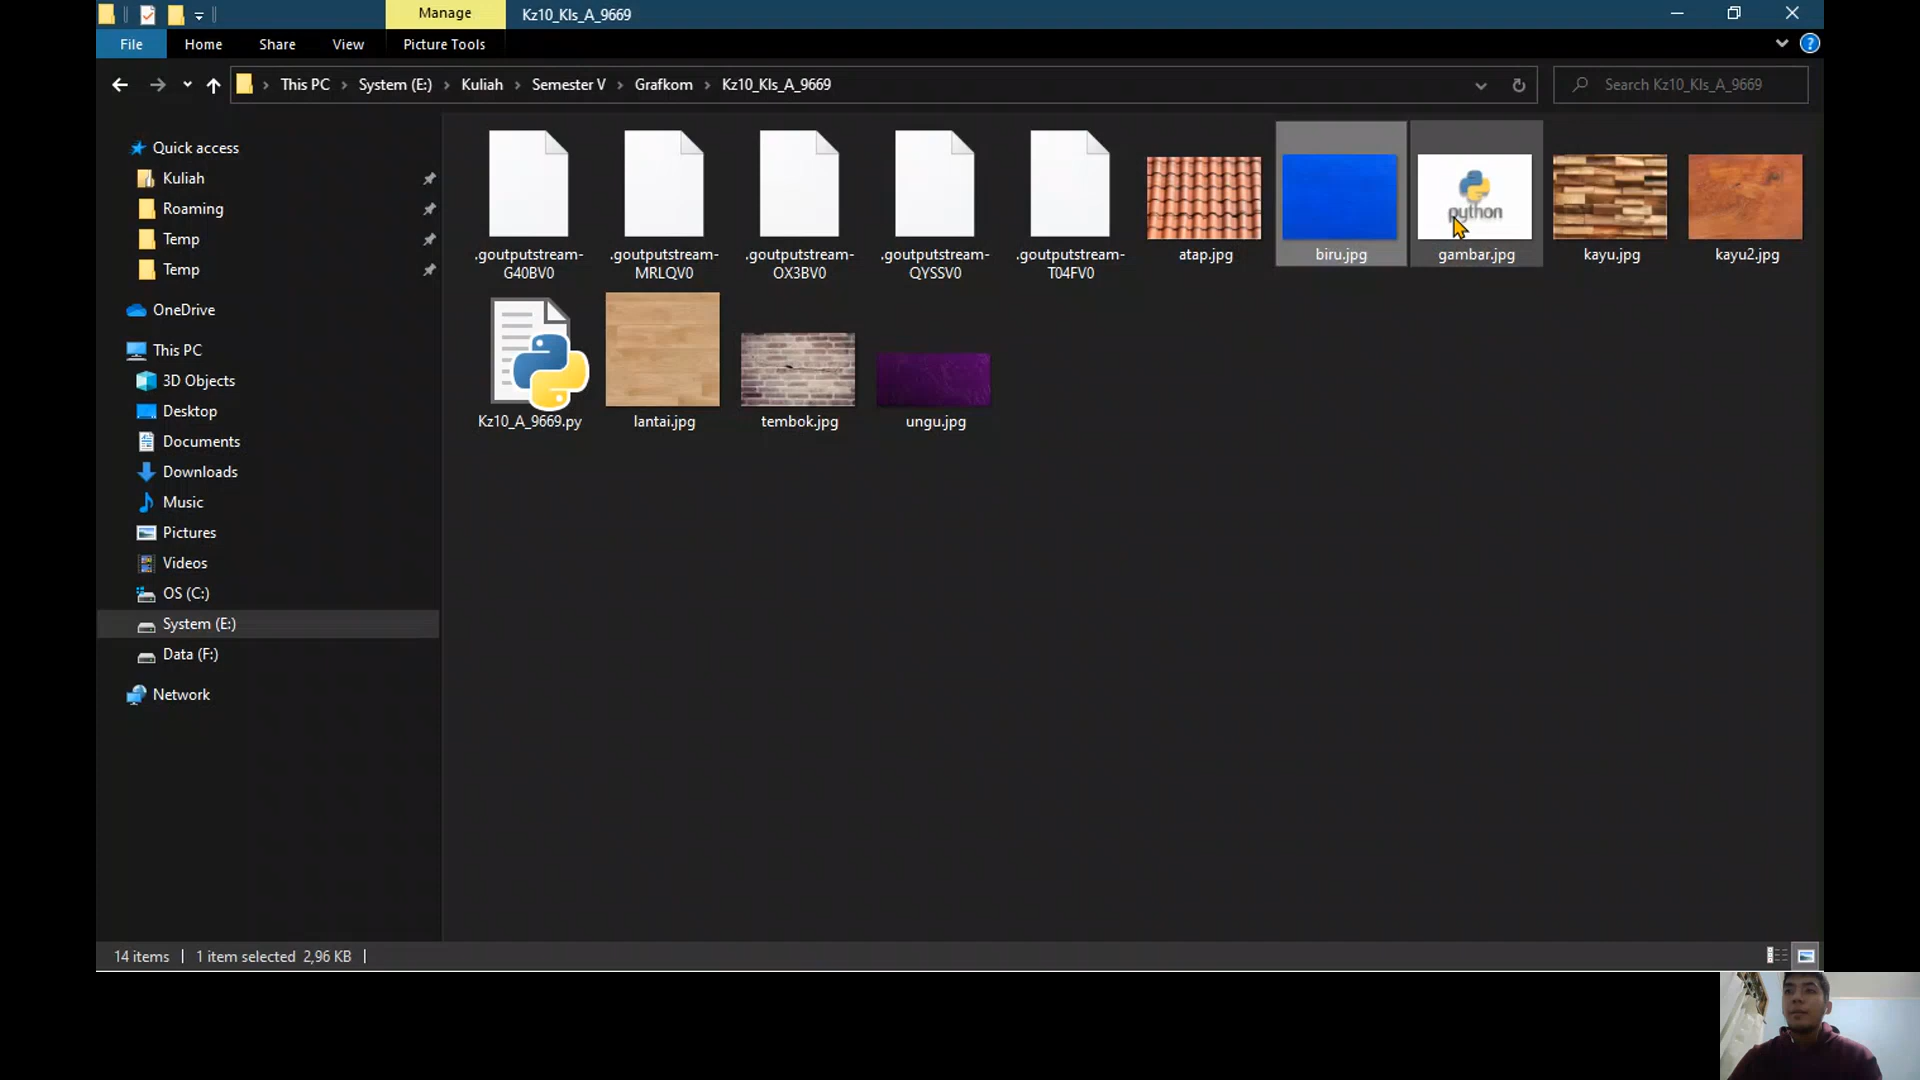 Manage
Kz10_Kls_A_9669
File
Home
Share
View
Picture Tools
This PC
System (E:)
Kuliah
Semester V
Grafkom
Kz10_Kls_A_9669
Search Kz10_Kls_A_9669
Quick access
Kuliah
Roaming
Temp
Temp
OneDrive
This PC
3D Objects
Desktop
Documents
Downloads
Music
Pictures
Videos
OS (C:)
System (E:)
Data (F:)
Network
.goutputstream-
G40BV0
.goutputstream-
MRLQV0
.goutputstream-
OX3BV0
.goutputstream-
QYSSV0
.goutputstream-
T04FV0
atap.jpg
biru.jpg
python
gambar.jpg
kayu.jpg
kayu2.jpg
Kz10_A_9669.py
lantai.jpg
tembok.jpg
ungu.jpg
14 items
1 item selected 2,96 KB